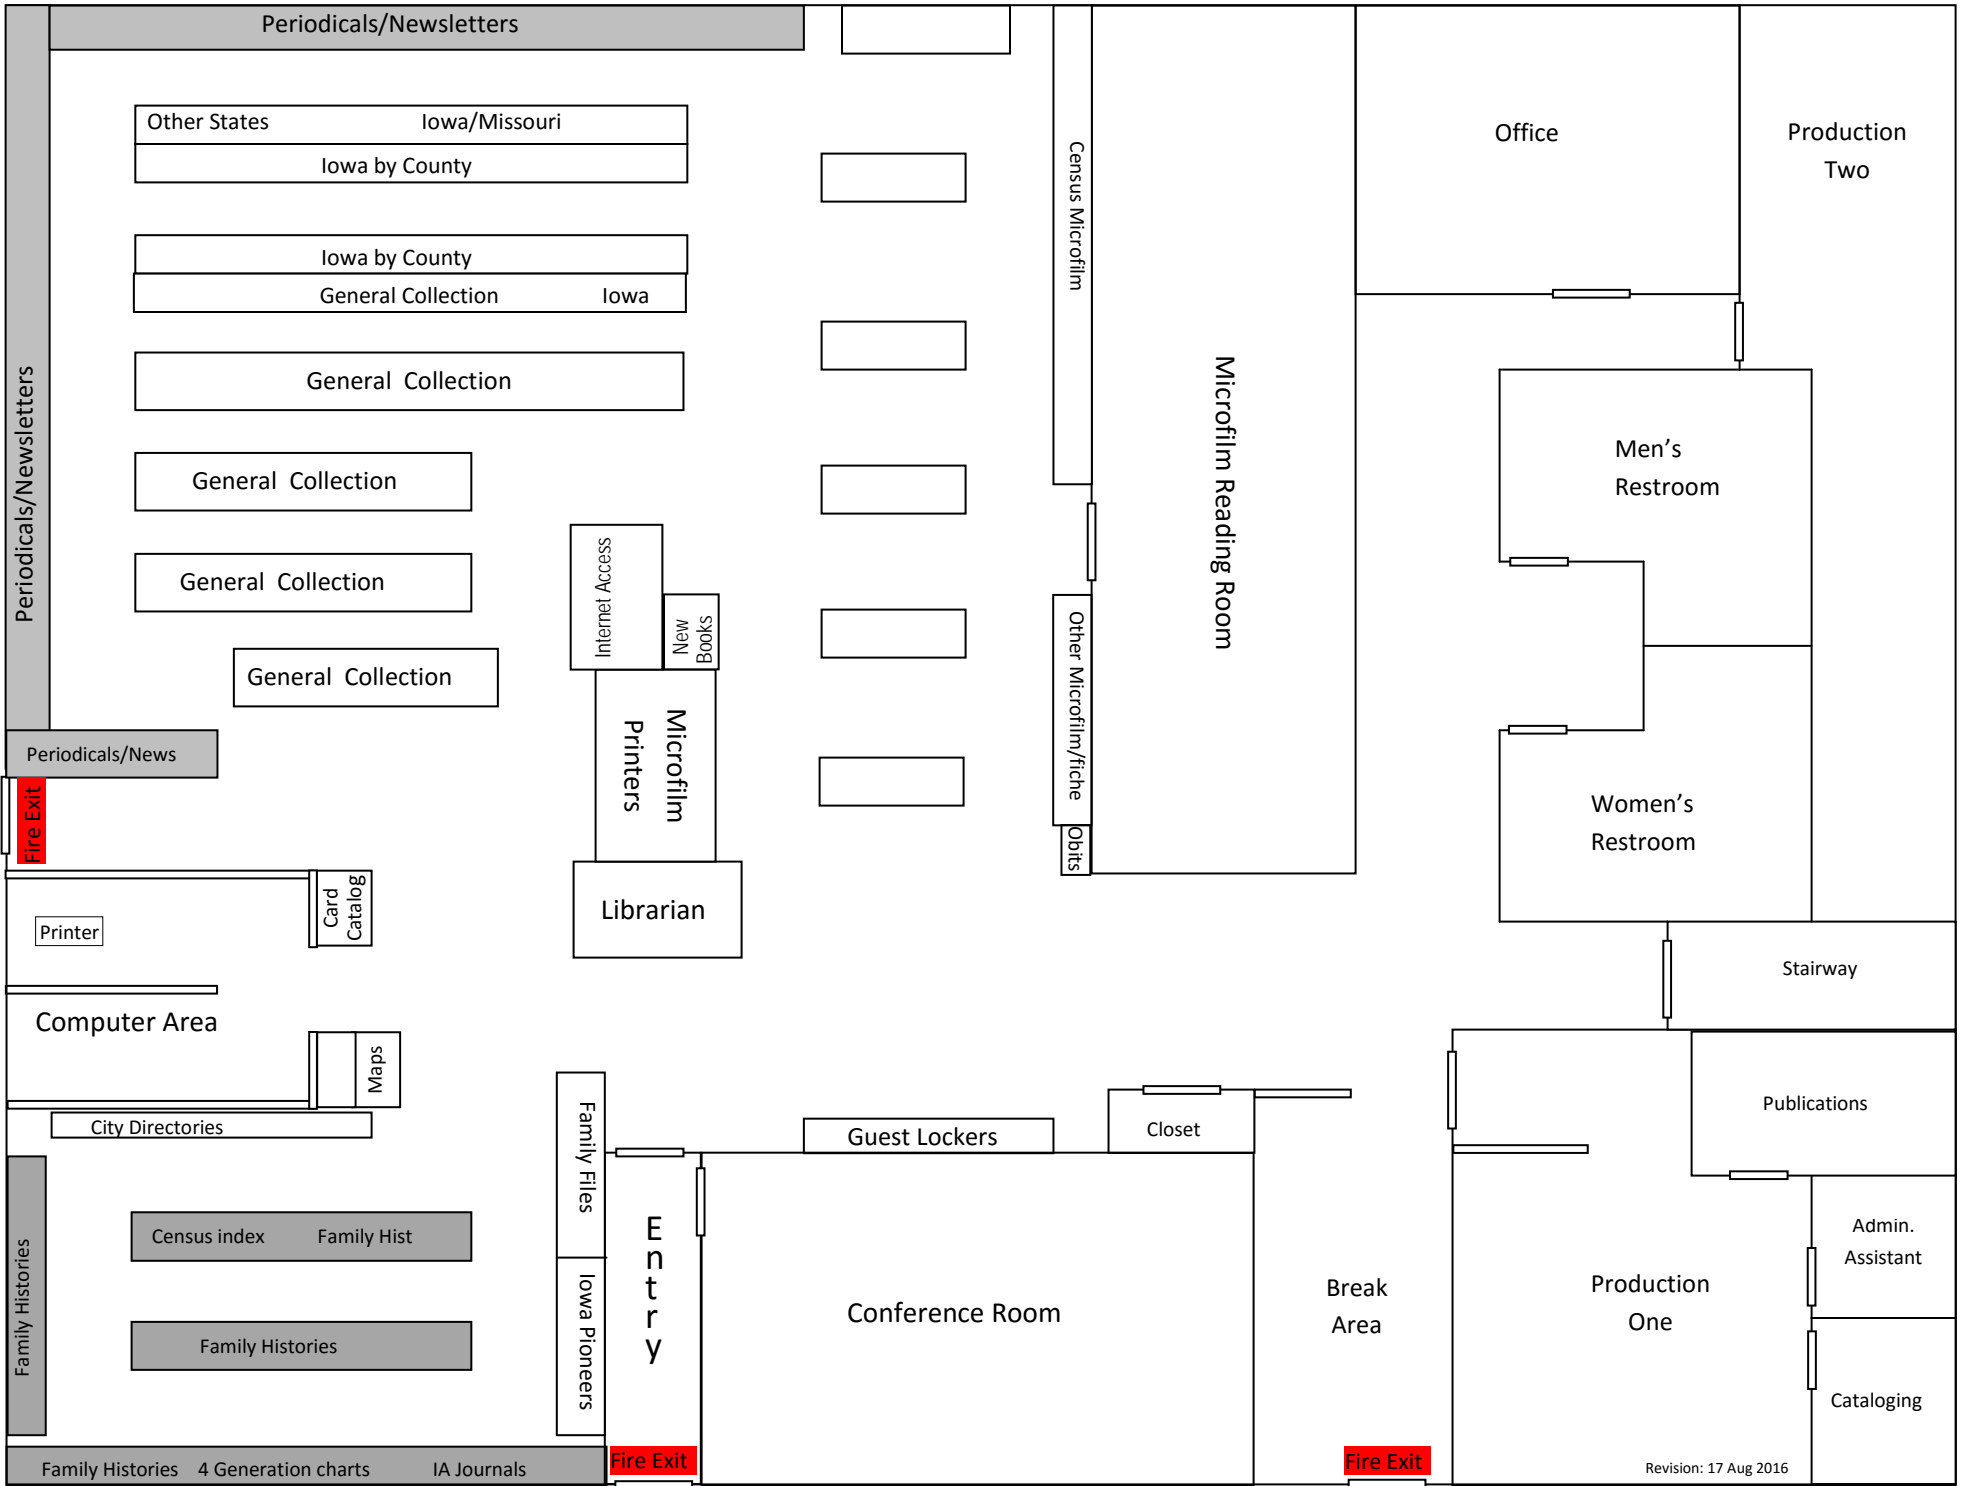 Periodicals/Newsletters
Other States Iowa/Missouri
Iowa by County
Iowa by County
General Collection Iowa
General Collection
General Collection
General Collection
General Collection
Periodicals/Newsletters
Periodicals/News
Fire Exit
Internet Access
New
Books
Microfilm
Printers
Librarian
Census Microfilm
Other Microfilm/fiche
Obits
Microfilm Reading Room
Office
Production
Two
Men's
Restroom
Women's
Restroom
Stairway
Card
Catalog
Printer
Computer Area
Maps
City Directories
Family Histories
Census index Family Hist
Family Histories
Family Histories 4 Generation charts IA Journals
Family Files
Iowa Pioneers
Entry
Fire Exit
Guest Lockers
Closet
Conference Room
Break
Area
Fire Exit
Production
One
Publications
Admin.
Assistant
Cataloging
Revision: 17 Aug 2016